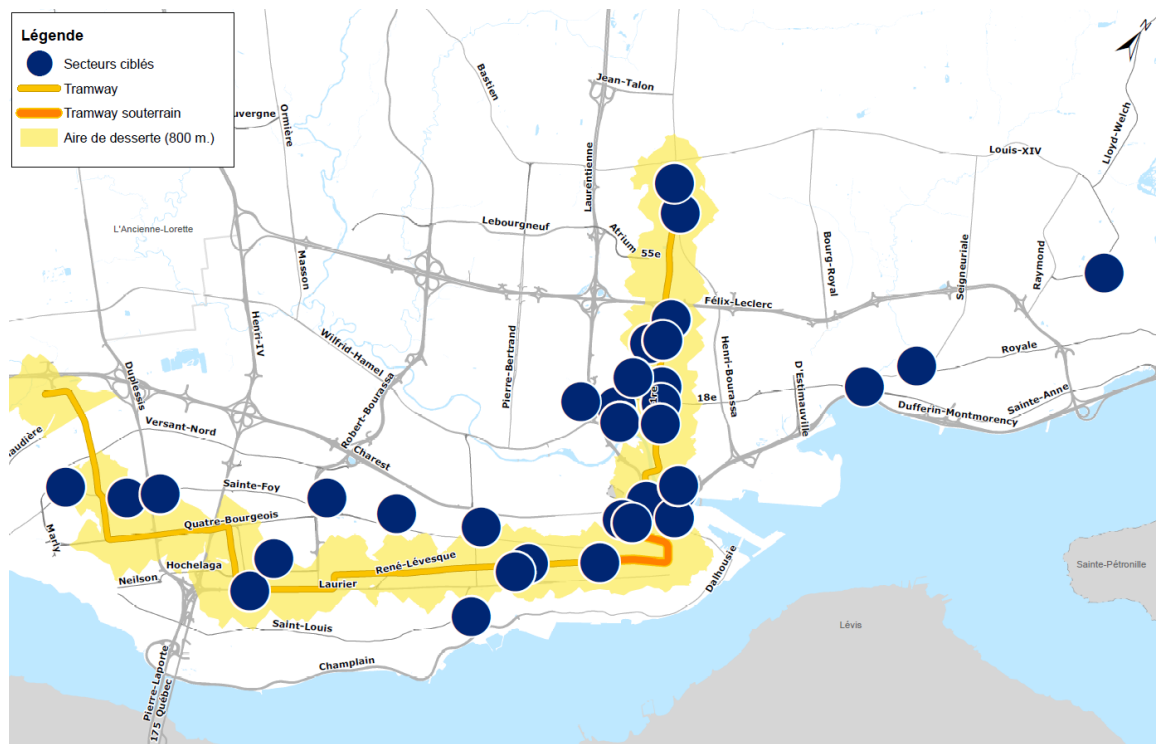 Légende
Secteurs ciblés
Tramway
Tramway souterrain
Aire de desserte (800 m.)
N
Jean-Talon
Bastien
uvergne
Ormière
Laurentienne
Lloyd-Welch
Louis-XIV
L'Ancienne-Lorette
Lebourgneuf
Atrium
55e
Masson
Bourg-Royal
Seigneuriale
Raymond
Félix-Leclerc
Henri-IV
Wilfrid-Hamel
Pierre-Bertrand
Henri-Bourassa
Royale
Duplessis
Robert-Bourassa
D'Estimauville
1re
18e
Sainte-Anne
Dufferin-Montmorency
audière
Versant-Nord
Charest
Sainte-Foy
Marly
Quatre-Bourgeois
Hochelaga
René-Lévesque
Dalhousie
Sainte-Pétronille
Neilson
Laurier
Saint-Louis
Lévis
Champlain
Pierre-Laporte
175 Québec